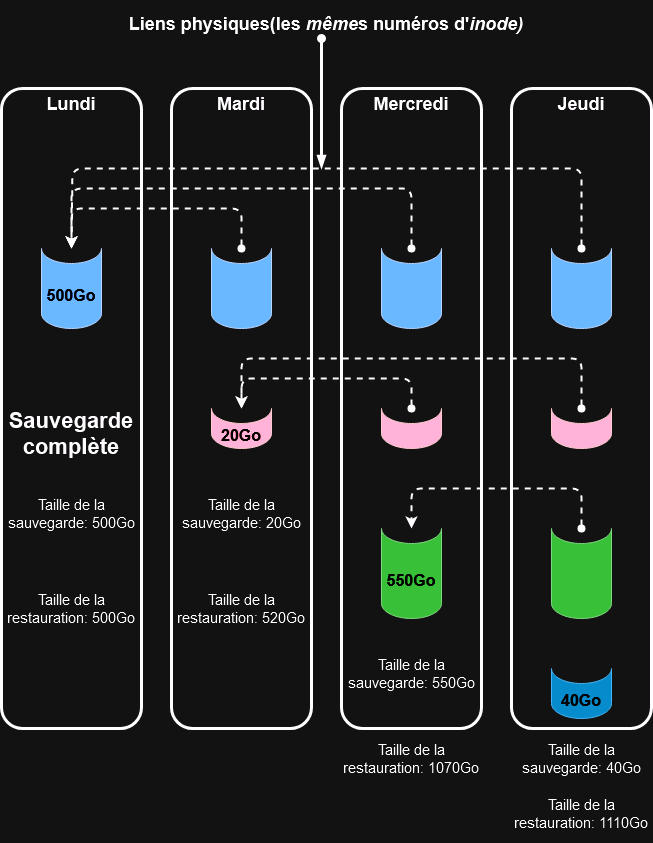 Liens physiques(les mêmes numéros d'inode)
Lundi
Mardi
Mercredi
Jeudi
500Go
Sauvegarde
complète
20Go
Taille de la
sauvegarde: 500Go
Taille de la
sauvegarde: 20Go
550Go
Taille de la
restauration: 500Go
Taille de la
restauration: 520Go
Taille de la
sauvegarde: 550Go
40Go
Taille de la
restauration: 1070Go
Taille de la
sauvegarde: 40Go
Taille de la
restauration: 1110Go